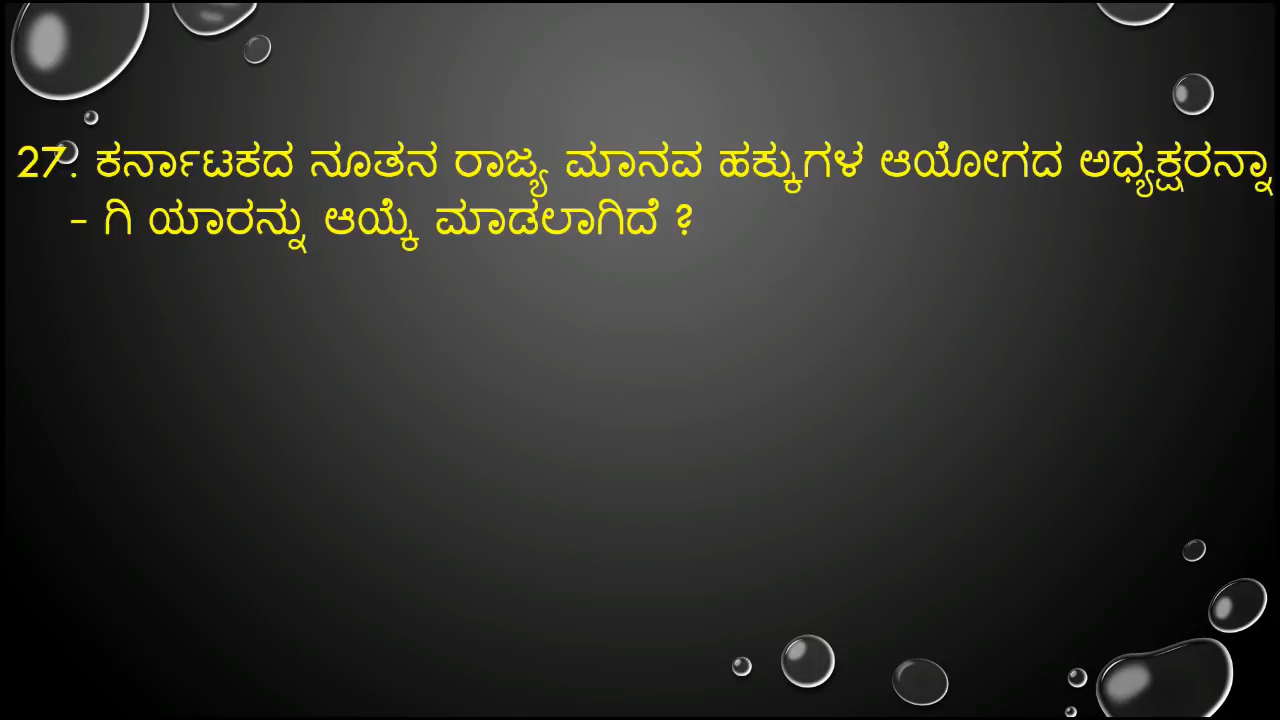 27. ಕರ್ನಾಟಕದ ನೂತನ ರಾಜ್ಯ ಮಾನವ ಹಕ್ಕುಗಳ ಆಯೋಗದ ಅಧ್ಯಕ್ಷರನ್ನಾ
- ಗಿ ಯಾರನ್ನು ಆಯ್ಕೆ ಮಾಡಲಾಗಿದೆ ?